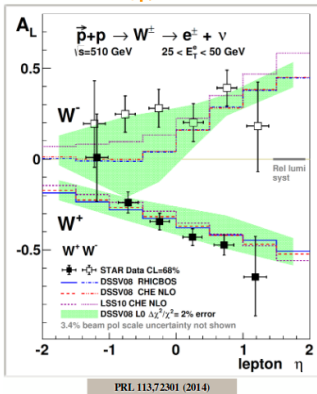 A_L
p⃗+p → W± → e± + ν
√s=510 GeV 25 < E_T^e < 50 GeV
0.5
W⁻
0
Rel lumi
syst
W⁺
-0.5
W⁺ W⁻
STAR Data CL=68%
DSSV08 RHICBOS
DSSV08 CHE NLO
LSS10 CHE NLO
DSSV08 L0 Δχ²/χ²= 2% error
3.4% beam pol scale uncertainty not shown
-2 -1 0 1 2
lepton η
PRL 113,72301 (2014)